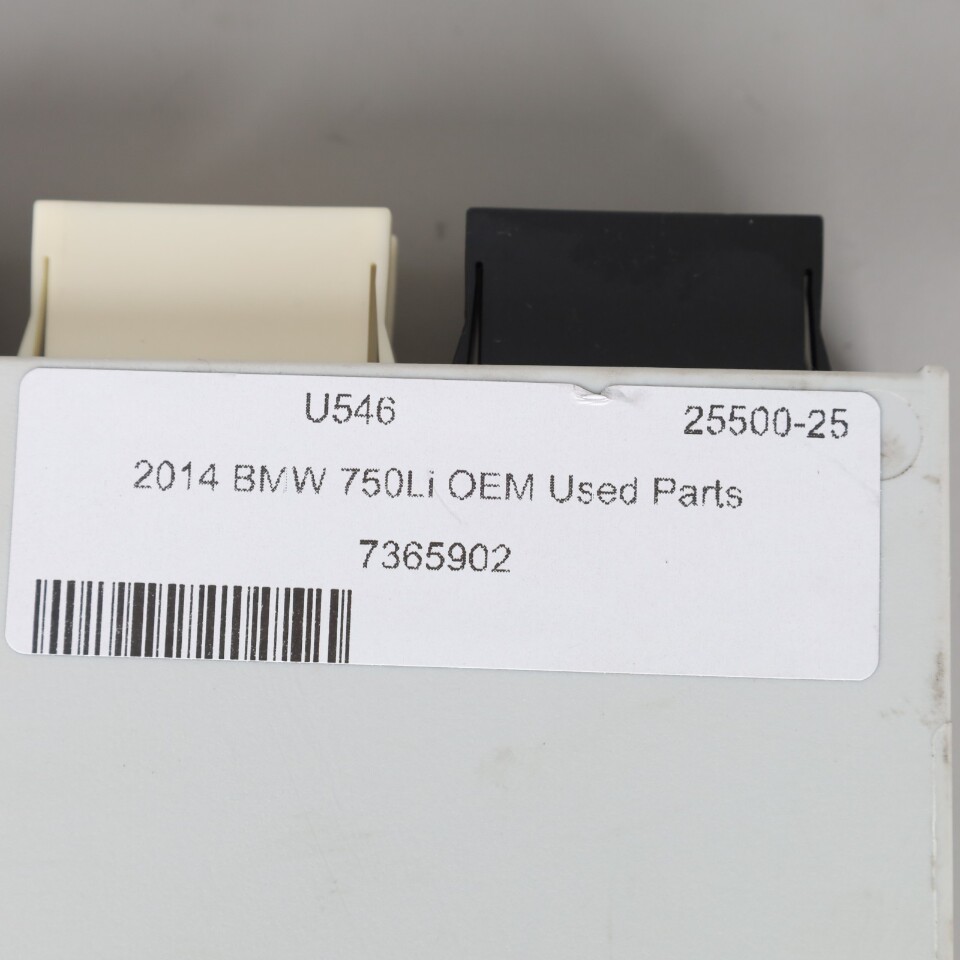 U546 25500-25
2014 BMW 750Li OEM Used Parts
7365902